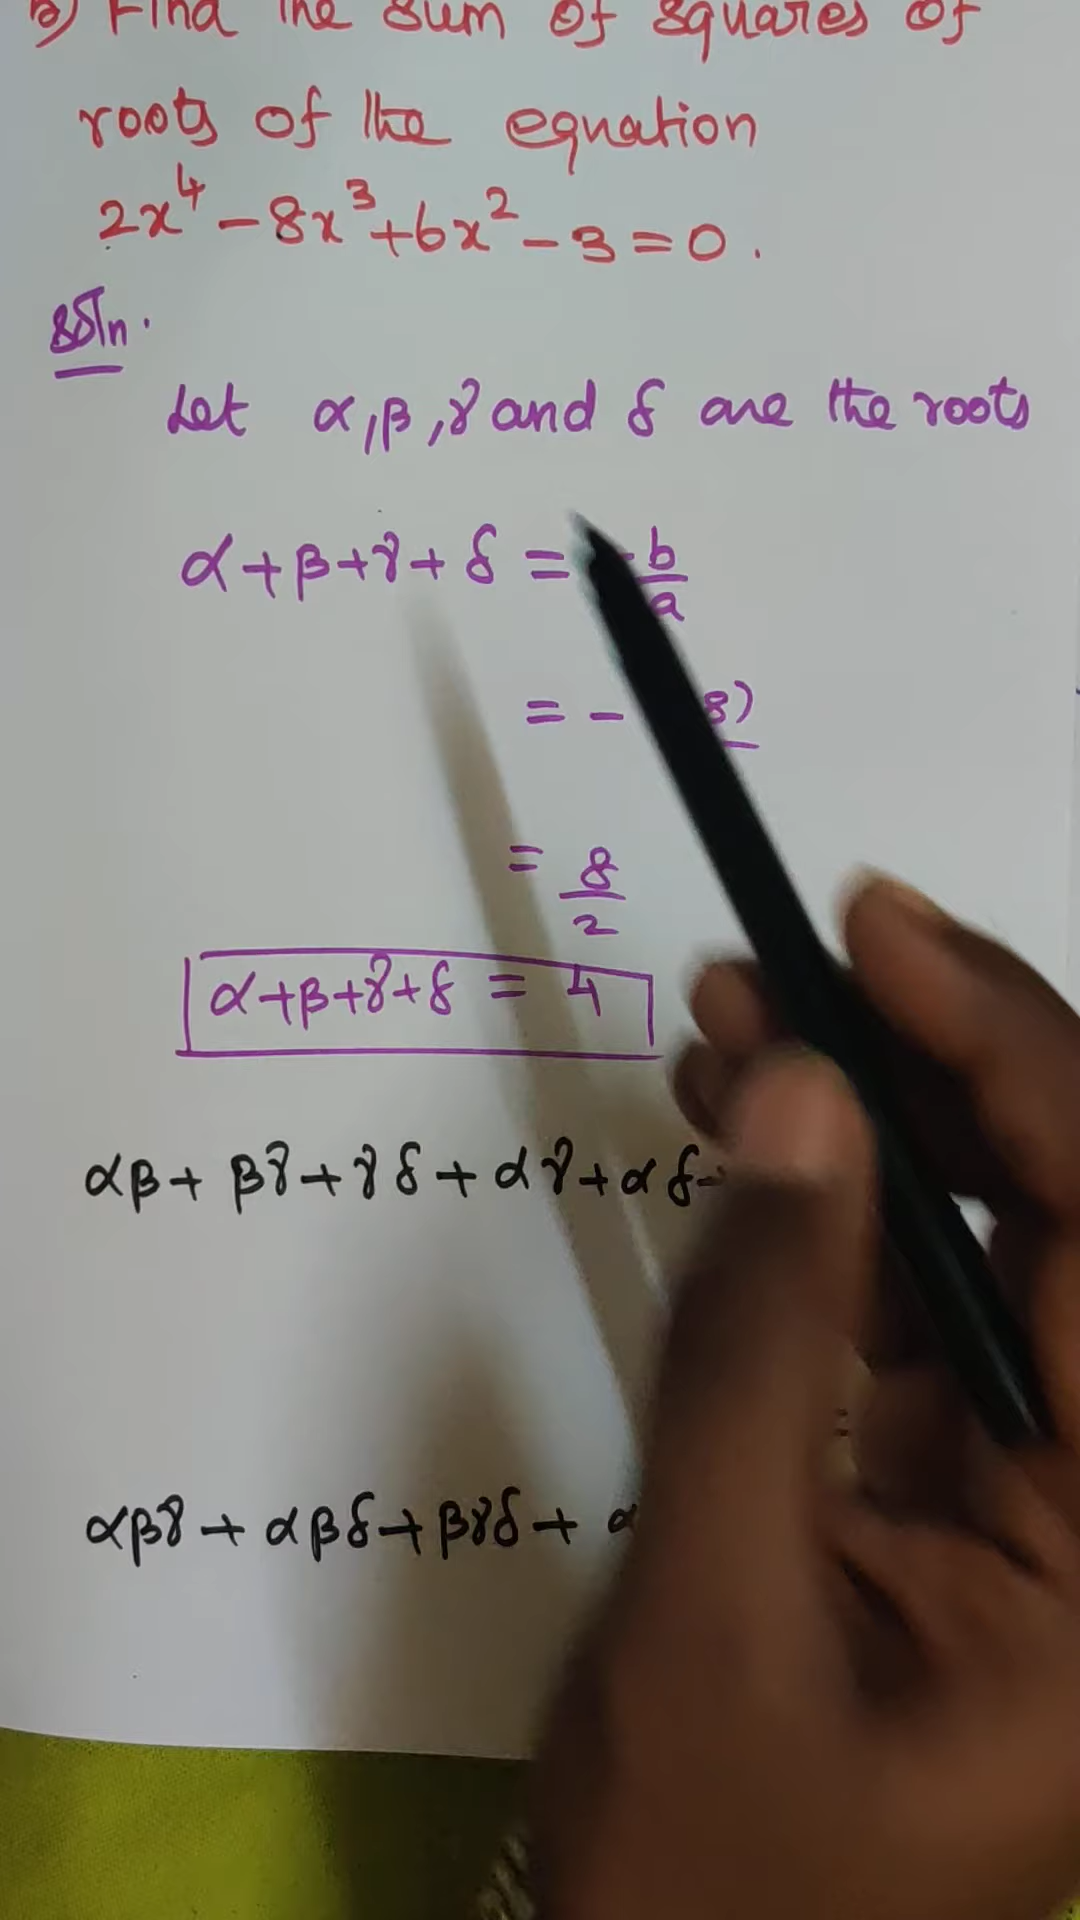 Find the sum of squares of
roots of the equation
2x⁴ - 8x³ + 6x² - 3 = 0.
Soln.
Let α, β, γ and δ are the roots
α + β + γ + δ = -b/a
= - 8)
= 8/2
α + β + γ + δ = 4
αβ + βγ + γδ + αγ + αδ
αβγ + αβδ + βγδ + α